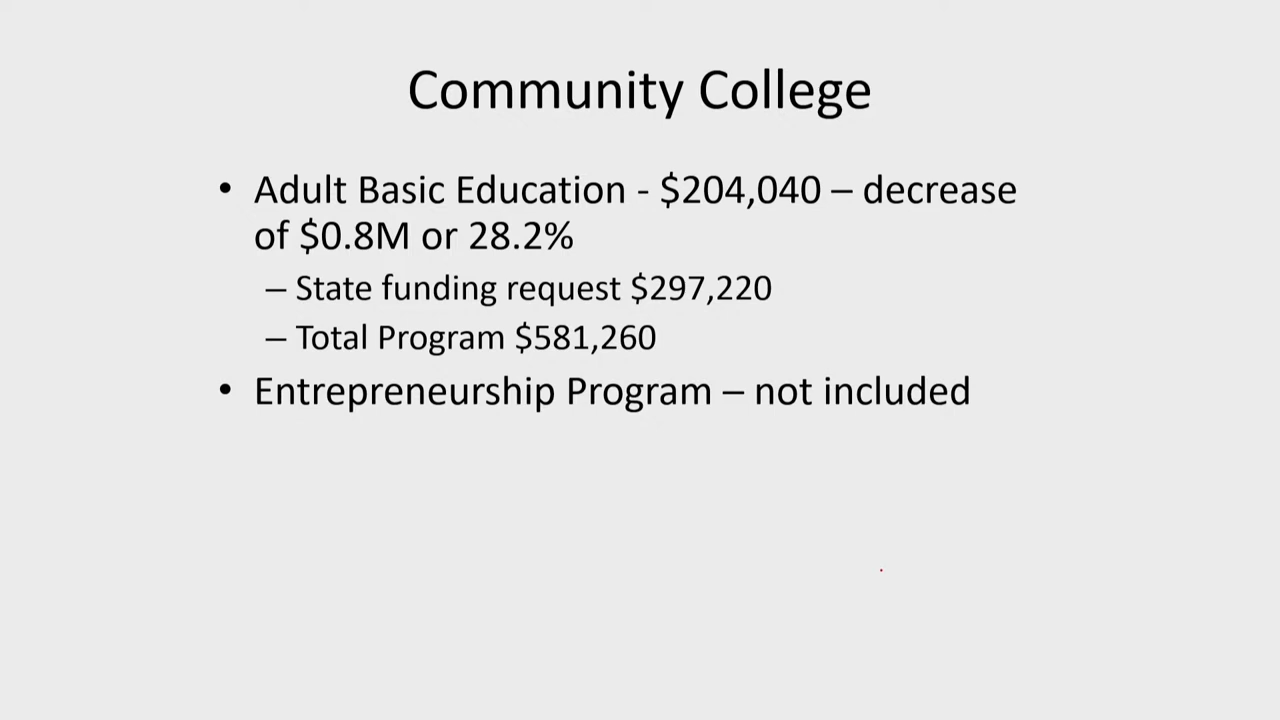 Community College
• Adult Basic Education - $204,040 – decrease
of $0.8M or 28.2%
– State funding request $297,220
– Total Program $581,260
• Entrepreneurship Program – not included